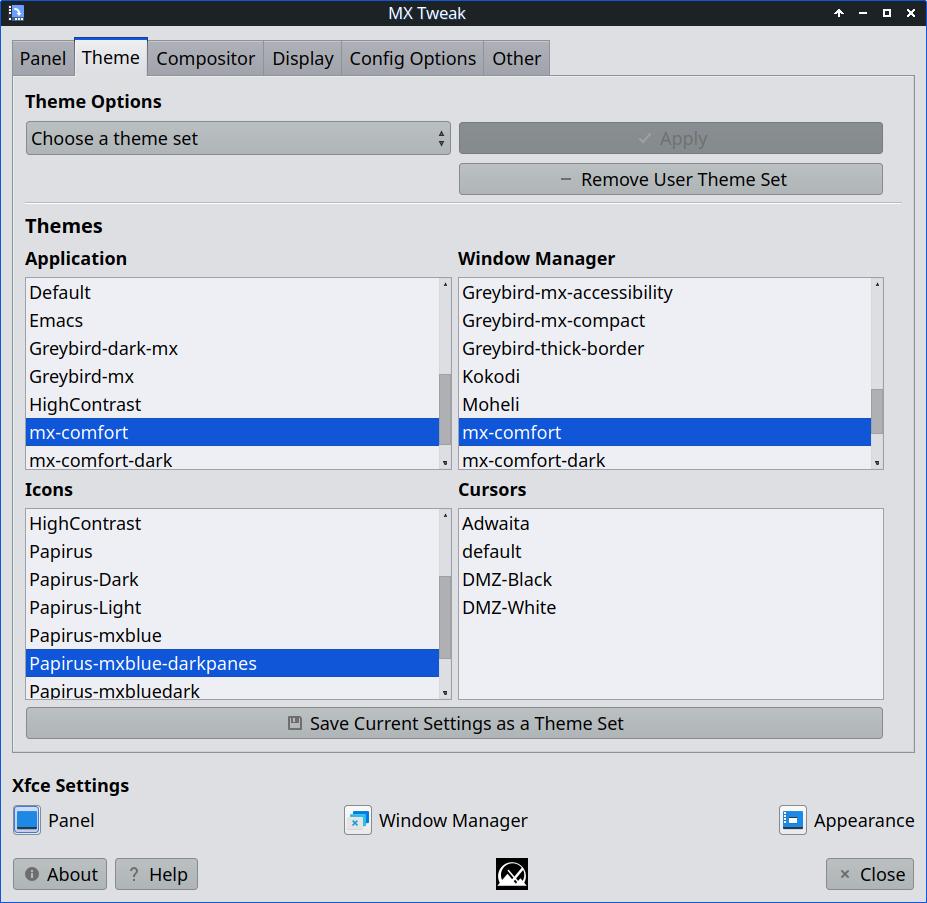 MX Tweak
Panel Theme Compositor Display Config Options Other
Theme Options
Choose a theme set
Apply
Remove User Theme Set
Themes
Application
Default
Emacs
Greybird-dark-mx
Greybird-mx
HighContrast
mx-comfort
mx-comfort-dark
Window Manager
Greybird-mx-accessibility
Greybird-mx-compact
Greybird-thick-border
Kokodi
Moheli
mx-comfort
mx-comfort-dark
Icons
HighContrast
Papirus
Papirus-Dark
Papirus-Light
Papirus-mxblue
Papirus-mxblue-darkpanes
Papirus-mxbluedark
Cursors
Adwaita
default
DMZ-Black
DMZ-White
Save Current Settings as a Theme Set
Xfce Settings
Panel Window Manager Appearance
About ? Help Close